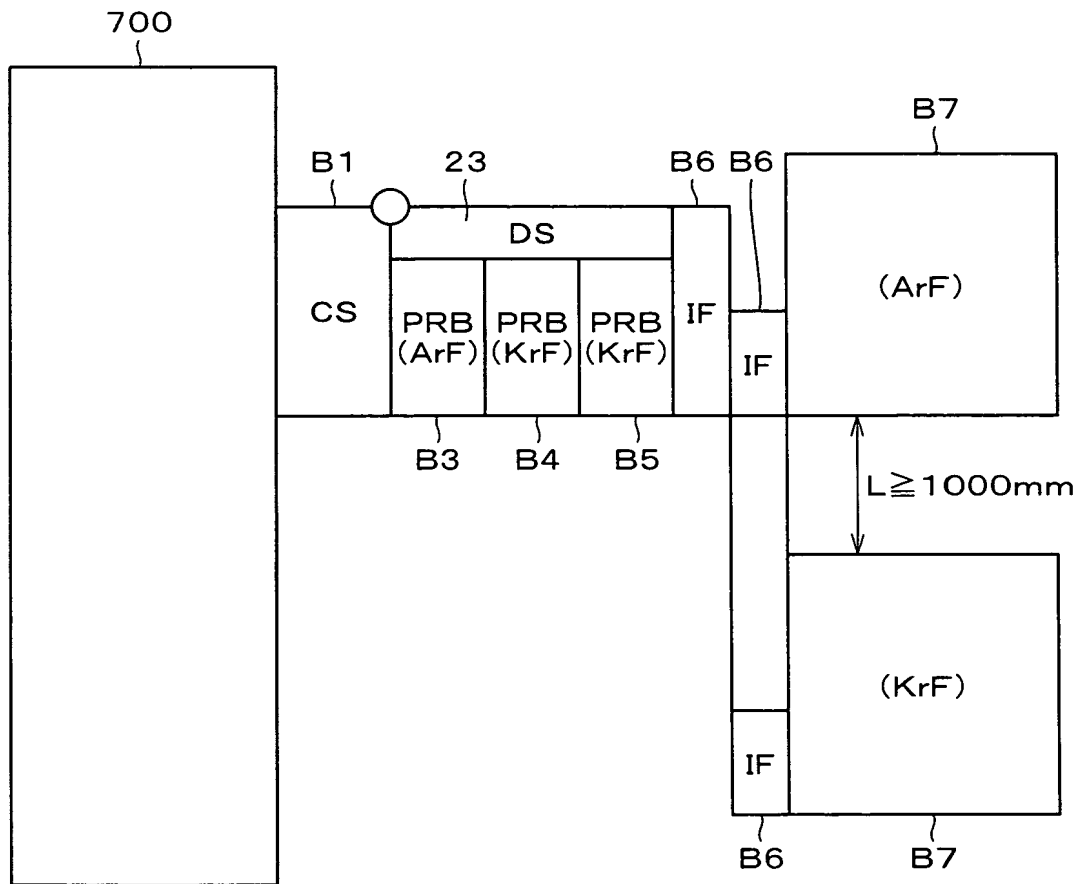 700
B7
B1
23
B6
B6
DS
CS
PRB
(ArF)
PRB
(KrF)
PRB
(KrF)
IF
IF
(ArF)
B3
B4
B5
L≧1000mm
(KrF)
IF
B6
B7